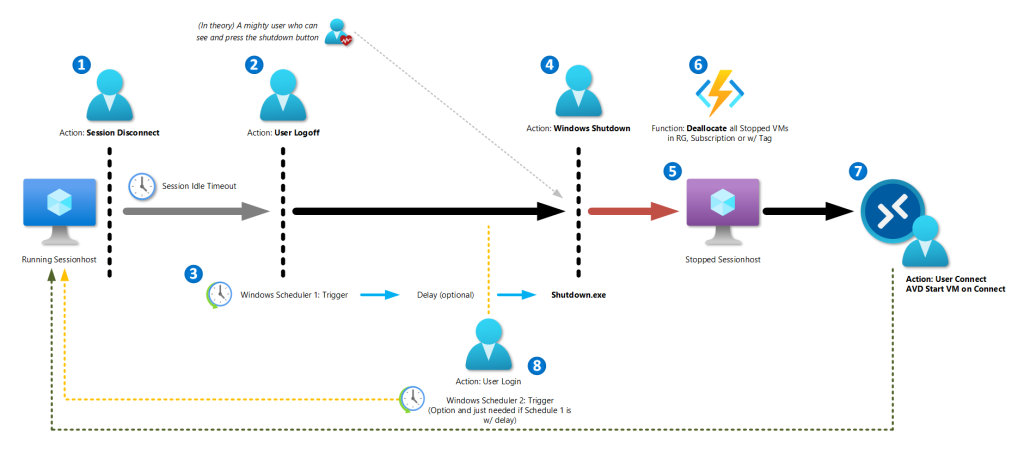 (In theory) A mighty user who can
see and press the shutdown button
1
2
4
6
Action: Session Disconnect
Action: User Logoff
Action: Windows Shutdown
Function: Deallocate all Stopped VMs
in RG, Subscription or w/ Tag
Session Idle Timeout
5
7
Running Sessionhost
Stopped Sessionhost
Action: User Connect
AVD Start VM on Connect
3
Windows Scheduler 1: Trigger
Delay (optional)
Shutdown.exe
8
Action: User Login
Windows Scheduler 2: Trigger
(Option and just needed if Schedule 1 is
w/ delay)